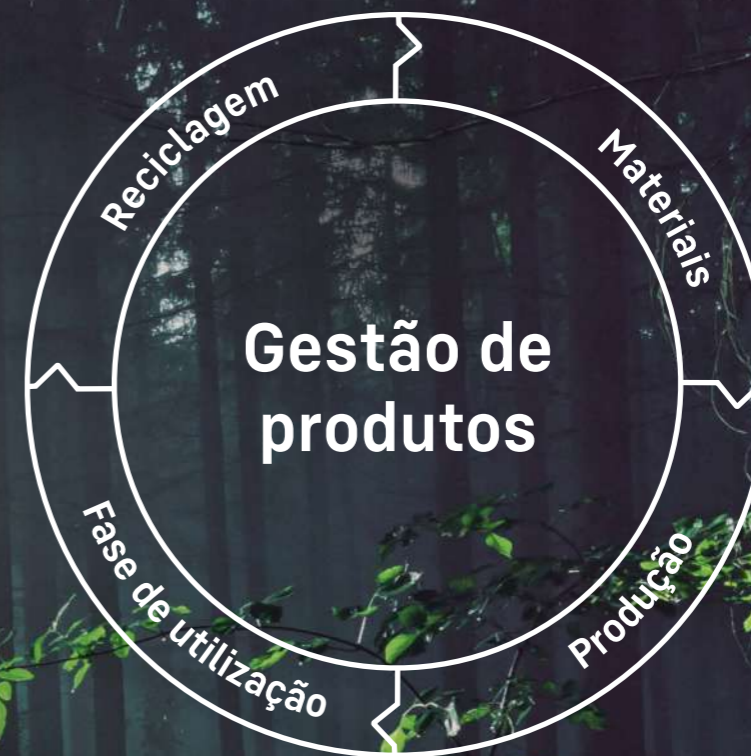 Gestão de
produtos
Materiais
Produção
Fase de utilização
Reciclagem